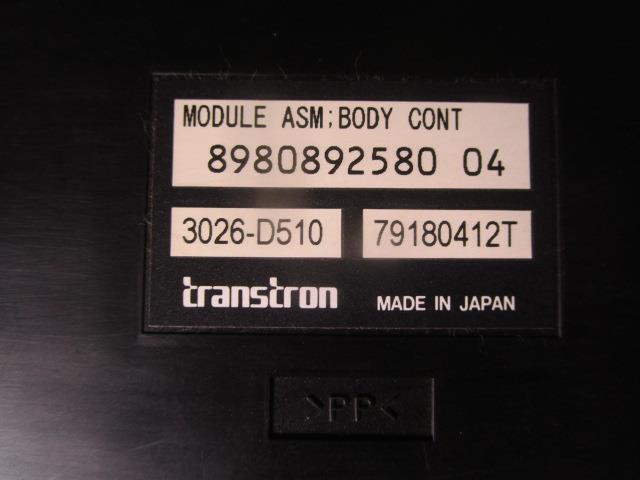 MODULE ASM;BODY CONT
8980892580 04
3026-D510 79180412T
transtron MADE IN JAPAN
>PP<